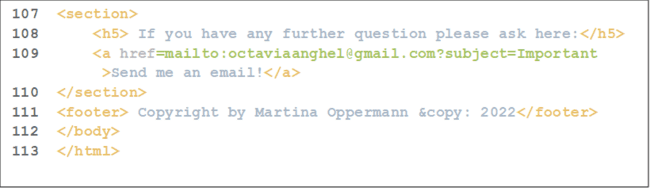 107 <section>
108 <h5> If you have any further question please ask here:</h5>
109 <a href=mailto:octaviaanghel@gmail.com?subject=Important
>Send me an email!</a>
110 </section>
111 <footer> Copyright by Martina Oppermann &copy: 2022</footer>
112 </body>
113 </html>